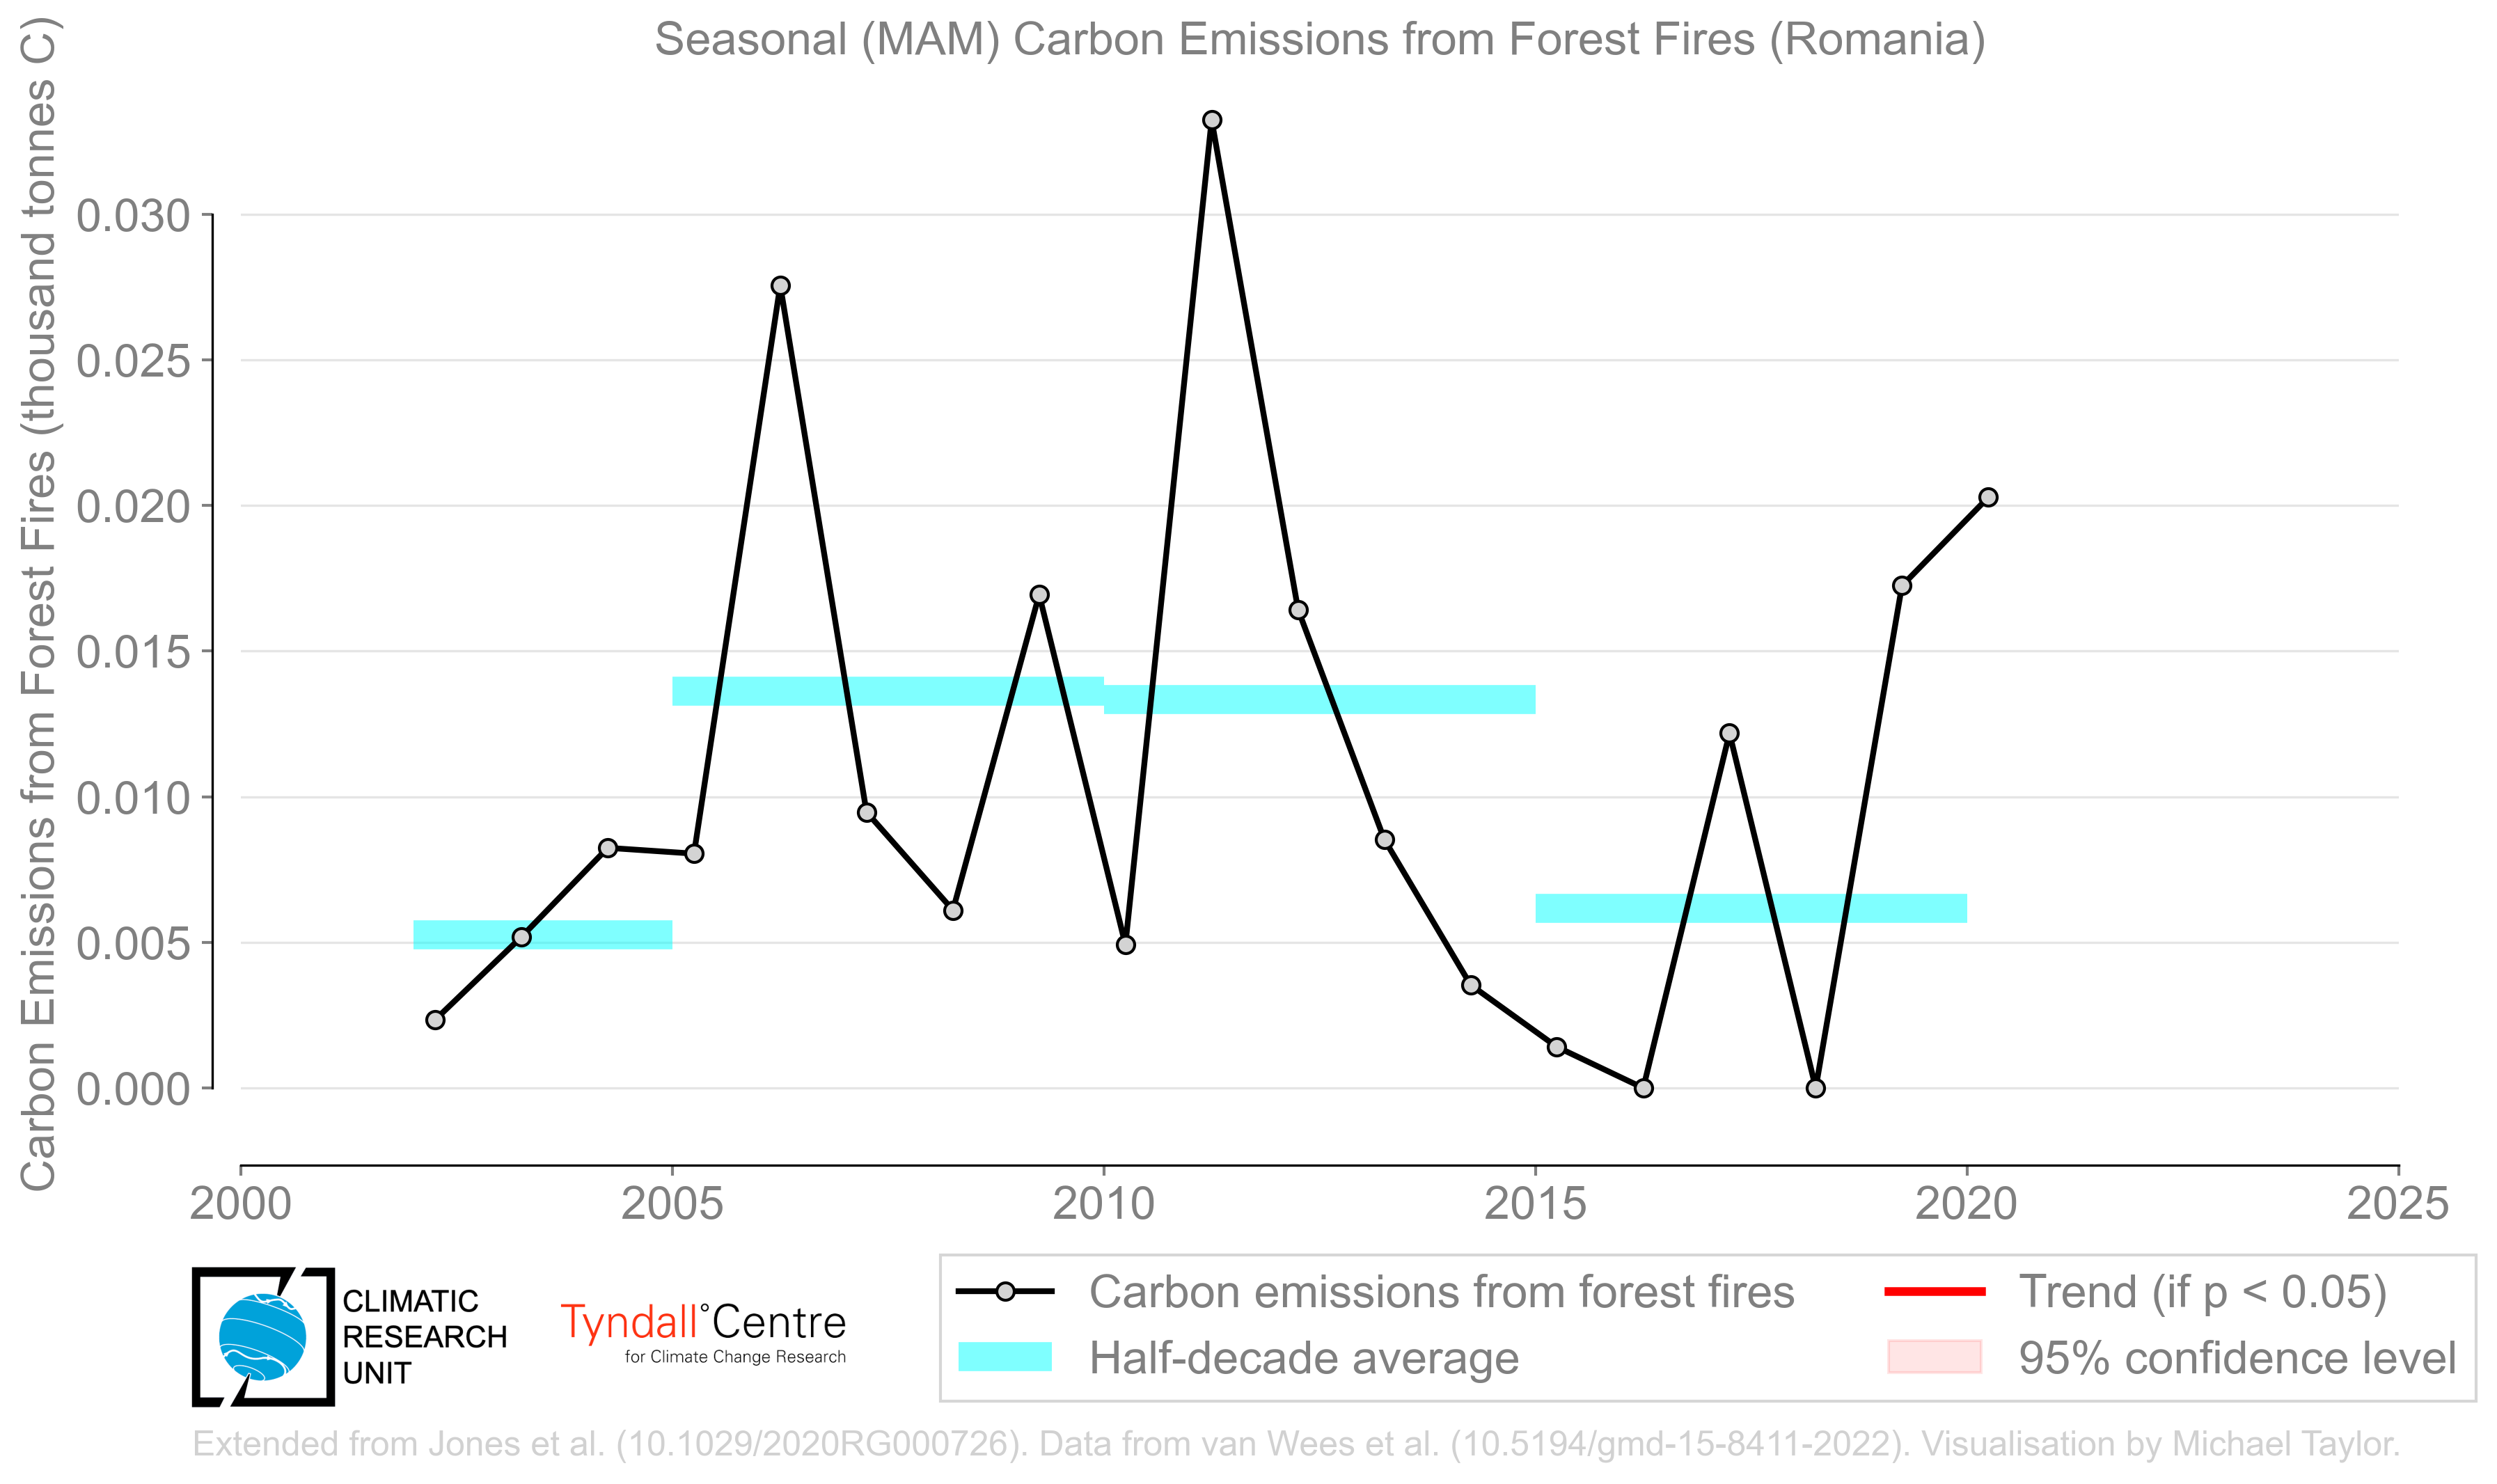 Seasonal (MAM) Carbon Emissions from Forest Fires (Romania)
Carbon Emissions from Forest Fires (thousand tonnes C)
0.030
0.025
0.020
0.015
0.010
0.005
0.000
2000
2005
2010
2015
2020
2025
CLIMATIC
RESEARCH
UNIT
Tyndall°Centre
for Climate Change Research
Carbon emissions from forest fires
Half-decade average
Trend (if p < 0.05)
95% confidence level
Extended from Jones et al. (10.1029/2020RG000726). Data from van Wees et al. (10.5194/gmd-15-8411-2022). Visualisation by Michael Taylor.